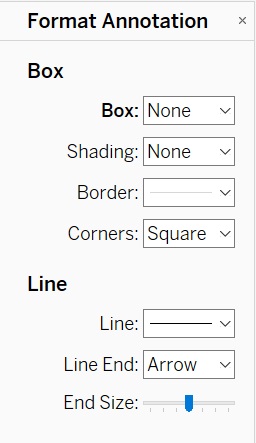 Format Annotation ×
Box
Box: None
Shading: None
Border:
Corners: Square
Line
Line:
Line End: Arrow
End Size: